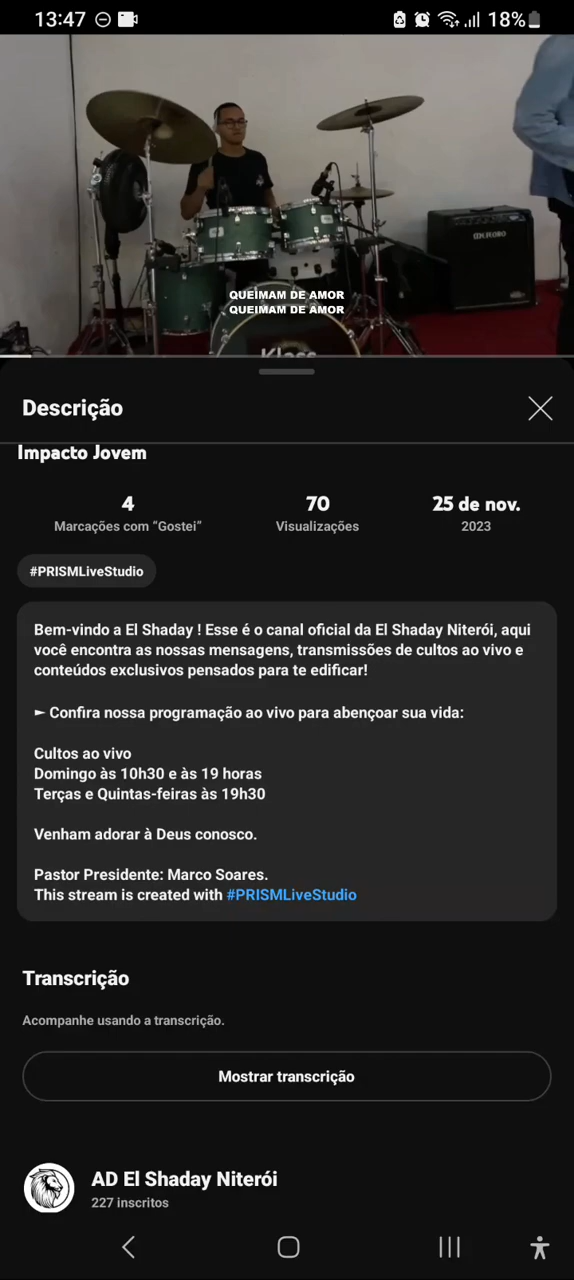 13:47
18%
QUEIMAM DE AMOR
QUEIMAM DE AMOR
Klass
Descrição
Impacto Jovem
4
Marcações com “Gostei”
70
Visualizações
25 de nov.
2023
#PRISMLiveStudio
Bem-vindo a El Shaday ! Esse é o canal oficial da El Shaday Niterói, aqui
você encontra as nossas mensagens, transmissões de cultos ao vivo e
conteúdos exclusivos pensados para te edificar!
► Confira nossa programação ao vivo para abençoar sua vida:
Cultos ao vivo
Domingo às 10h30 e às 19 horas
Terças e Quintas-feiras às 19h30
Venham adorar à Deus conosco.
Pastor Presidente: Marco Soares.
This stream is created with #PRISMLiveStudio
Transcrição
Acompanhe usando a transcrição.
Mostrar transcrição
AD El Shaday Niterói
227 inscritos